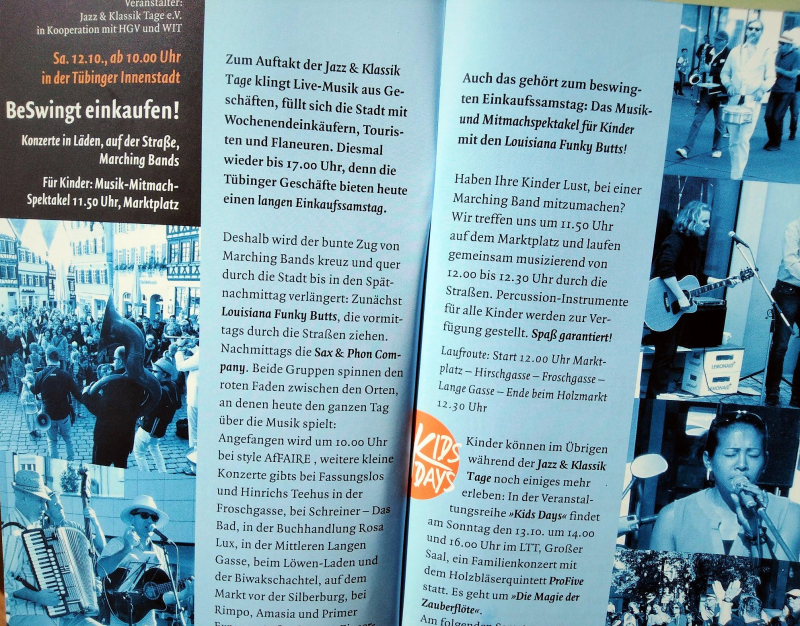 Veranstalter:
Jazz & Klassik Tage e.V.
in Kooperation mit HGV und WIT
Sa. 12.10., ab 10.00 Uhr
in der Tübinger Innenstadt
BeSwingt einkaufen!
Konzerte in Läden, auf der Straße,
Marching Bands
Für Kinder: Musik-Mitmach-
Spektakel 11.50 Uhr, Marktplatz
Zum Auftakt der Jazz & Klassik
Tage klingt Live-Musik aus Ge-
schäften, füllt sich die Stadt mit
Wochenendeinkäufern, Touris-
ten und Flaneuren. Diesmal
wieder bis 17.00 Uhr, denn die
Tübinger Geschäfte bieten heute
einen langen Einkaufssamstag.
Deshalb wird der bunte Zug von
Marching Bands kreuz und quer
durch die Stadt bis in den Spät-
nachmittag verlängert: Zunächst
Louisiana Funky Butts, die vormit-
tags durch die Straßen ziehen.
Nachmittags die Sax & Phon Com-
pany. Beide Gruppen spinnen den
roten Faden zwischen den Orten,
an denen heute den ganzen Tag
über die Musik spielt:
Angefangen wird um 10.00 Uhr
bei style AfFAIRE , weitere kleine
Konzerte gibts bei Fassungslos
und Hinrichs Teehus in der
Froschgasse, bei Schreiner – Das
Bad, in der Buchhandlung Rosa
Lux, in der Mittleren Langen
Gasse, beim Löwen-Laden und
der Biwakschachtel, auf dem
Markt vor der Silberburg, bei
Rimpo, Amasia und Primer
Auch das gehört zum beswing-
ten Einkaufssamstag: Das Musik-
und Mitmachspektakel für Kinder
mit den Louisiana Funky Butts!
Haben Ihre Kinder Lust, bei einer
Marching Band mitzumachen?
Wir treffen uns um 11.50 Uhr
auf dem Marktplatz und laufen
gemeinsam musizierend von
12.00 bis 12.30 Uhr durch die
Straßen. Percussion-Instrumente
für alle Kinder werden zur Ver-
fügung gestellt. Spaß garantiert!
Laufroute: Start 12.00 Uhr Markt-
platz – Hirschgasse – Froschgasse –
Lange Gasse – Ende beim Holzmarkt
12.30 Uhr
KIDS
DAYS
Kinder können im Übrigen
während der Jazz & Klassik
Tage noch einiges mehr
erleben: In der Veranstal-
tungsreihe »Kids Days« findet
am Sonntag den 13.10. um 14.00
und 16.00 Uhr im LTT, Großer
Saal, ein Familienkonzert mit
dem Holzbläserquintett ProFive
statt. Es geht um »Die Magie der
Zauberflöte«.